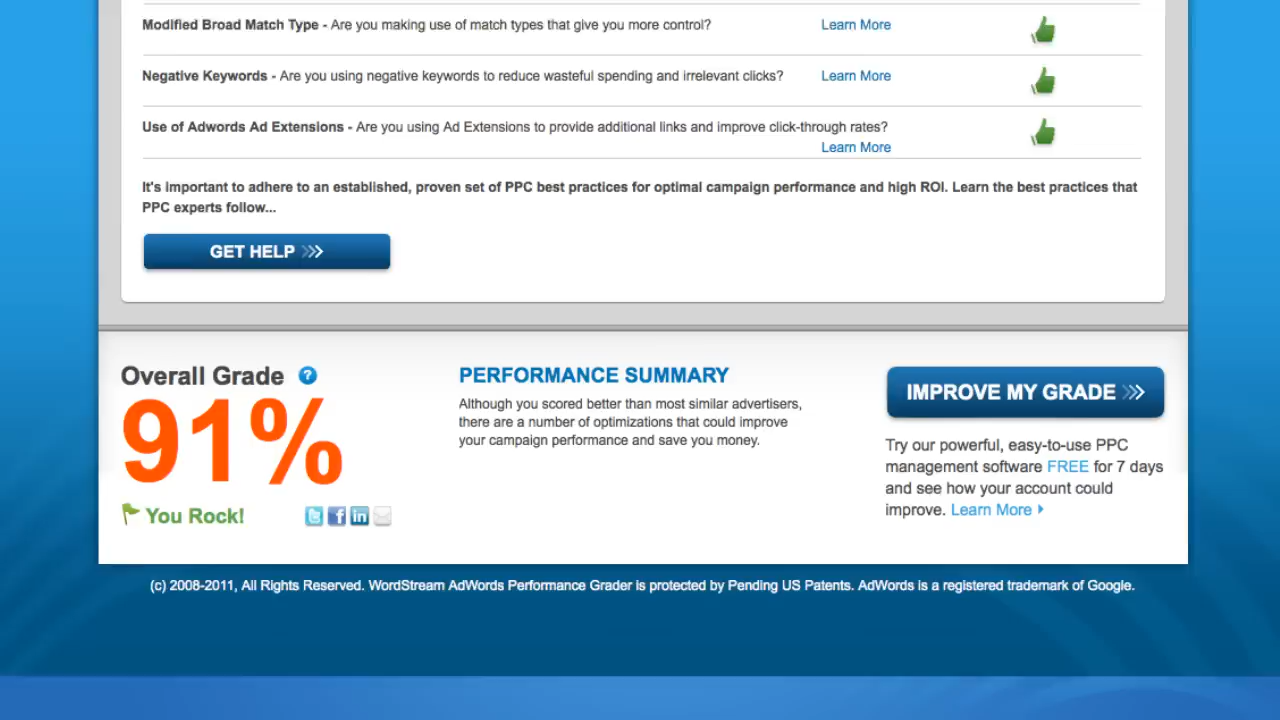 Modified Broad Match Type - Are you making use of match types that give you more control? Learn More
Negative Keywords - Are you using negative keywords to reduce wasteful spending and irrelevant clicks? Learn More
Use of Adwords Ad Extensions - Are you using Ad Extensions to provide additional links and improve click-through rates?
Learn More
It's important to adhere to an established, proven set of PPC best practices for optimal campaign performance and high ROI. Learn the best practices that
PPC experts follow...
GET HELP
Overall Grade ?
91%
You Rock!
PERFORMANCE SUMMARY
Although you scored better than most similar advertisers,
there are a number of optimizations that could improve
your campaign performance and save you money.
IMPROVE MY GRADE
Try our powerful, easy-to-use PPC
management software FREE for 7 days
and see how your account could
improve. Learn More
(c) 2008-2011, All Rights Reserved. WordStream AdWords Performance Grader is protected by Pending US Patents. AdWords is a registered trademark of Google.